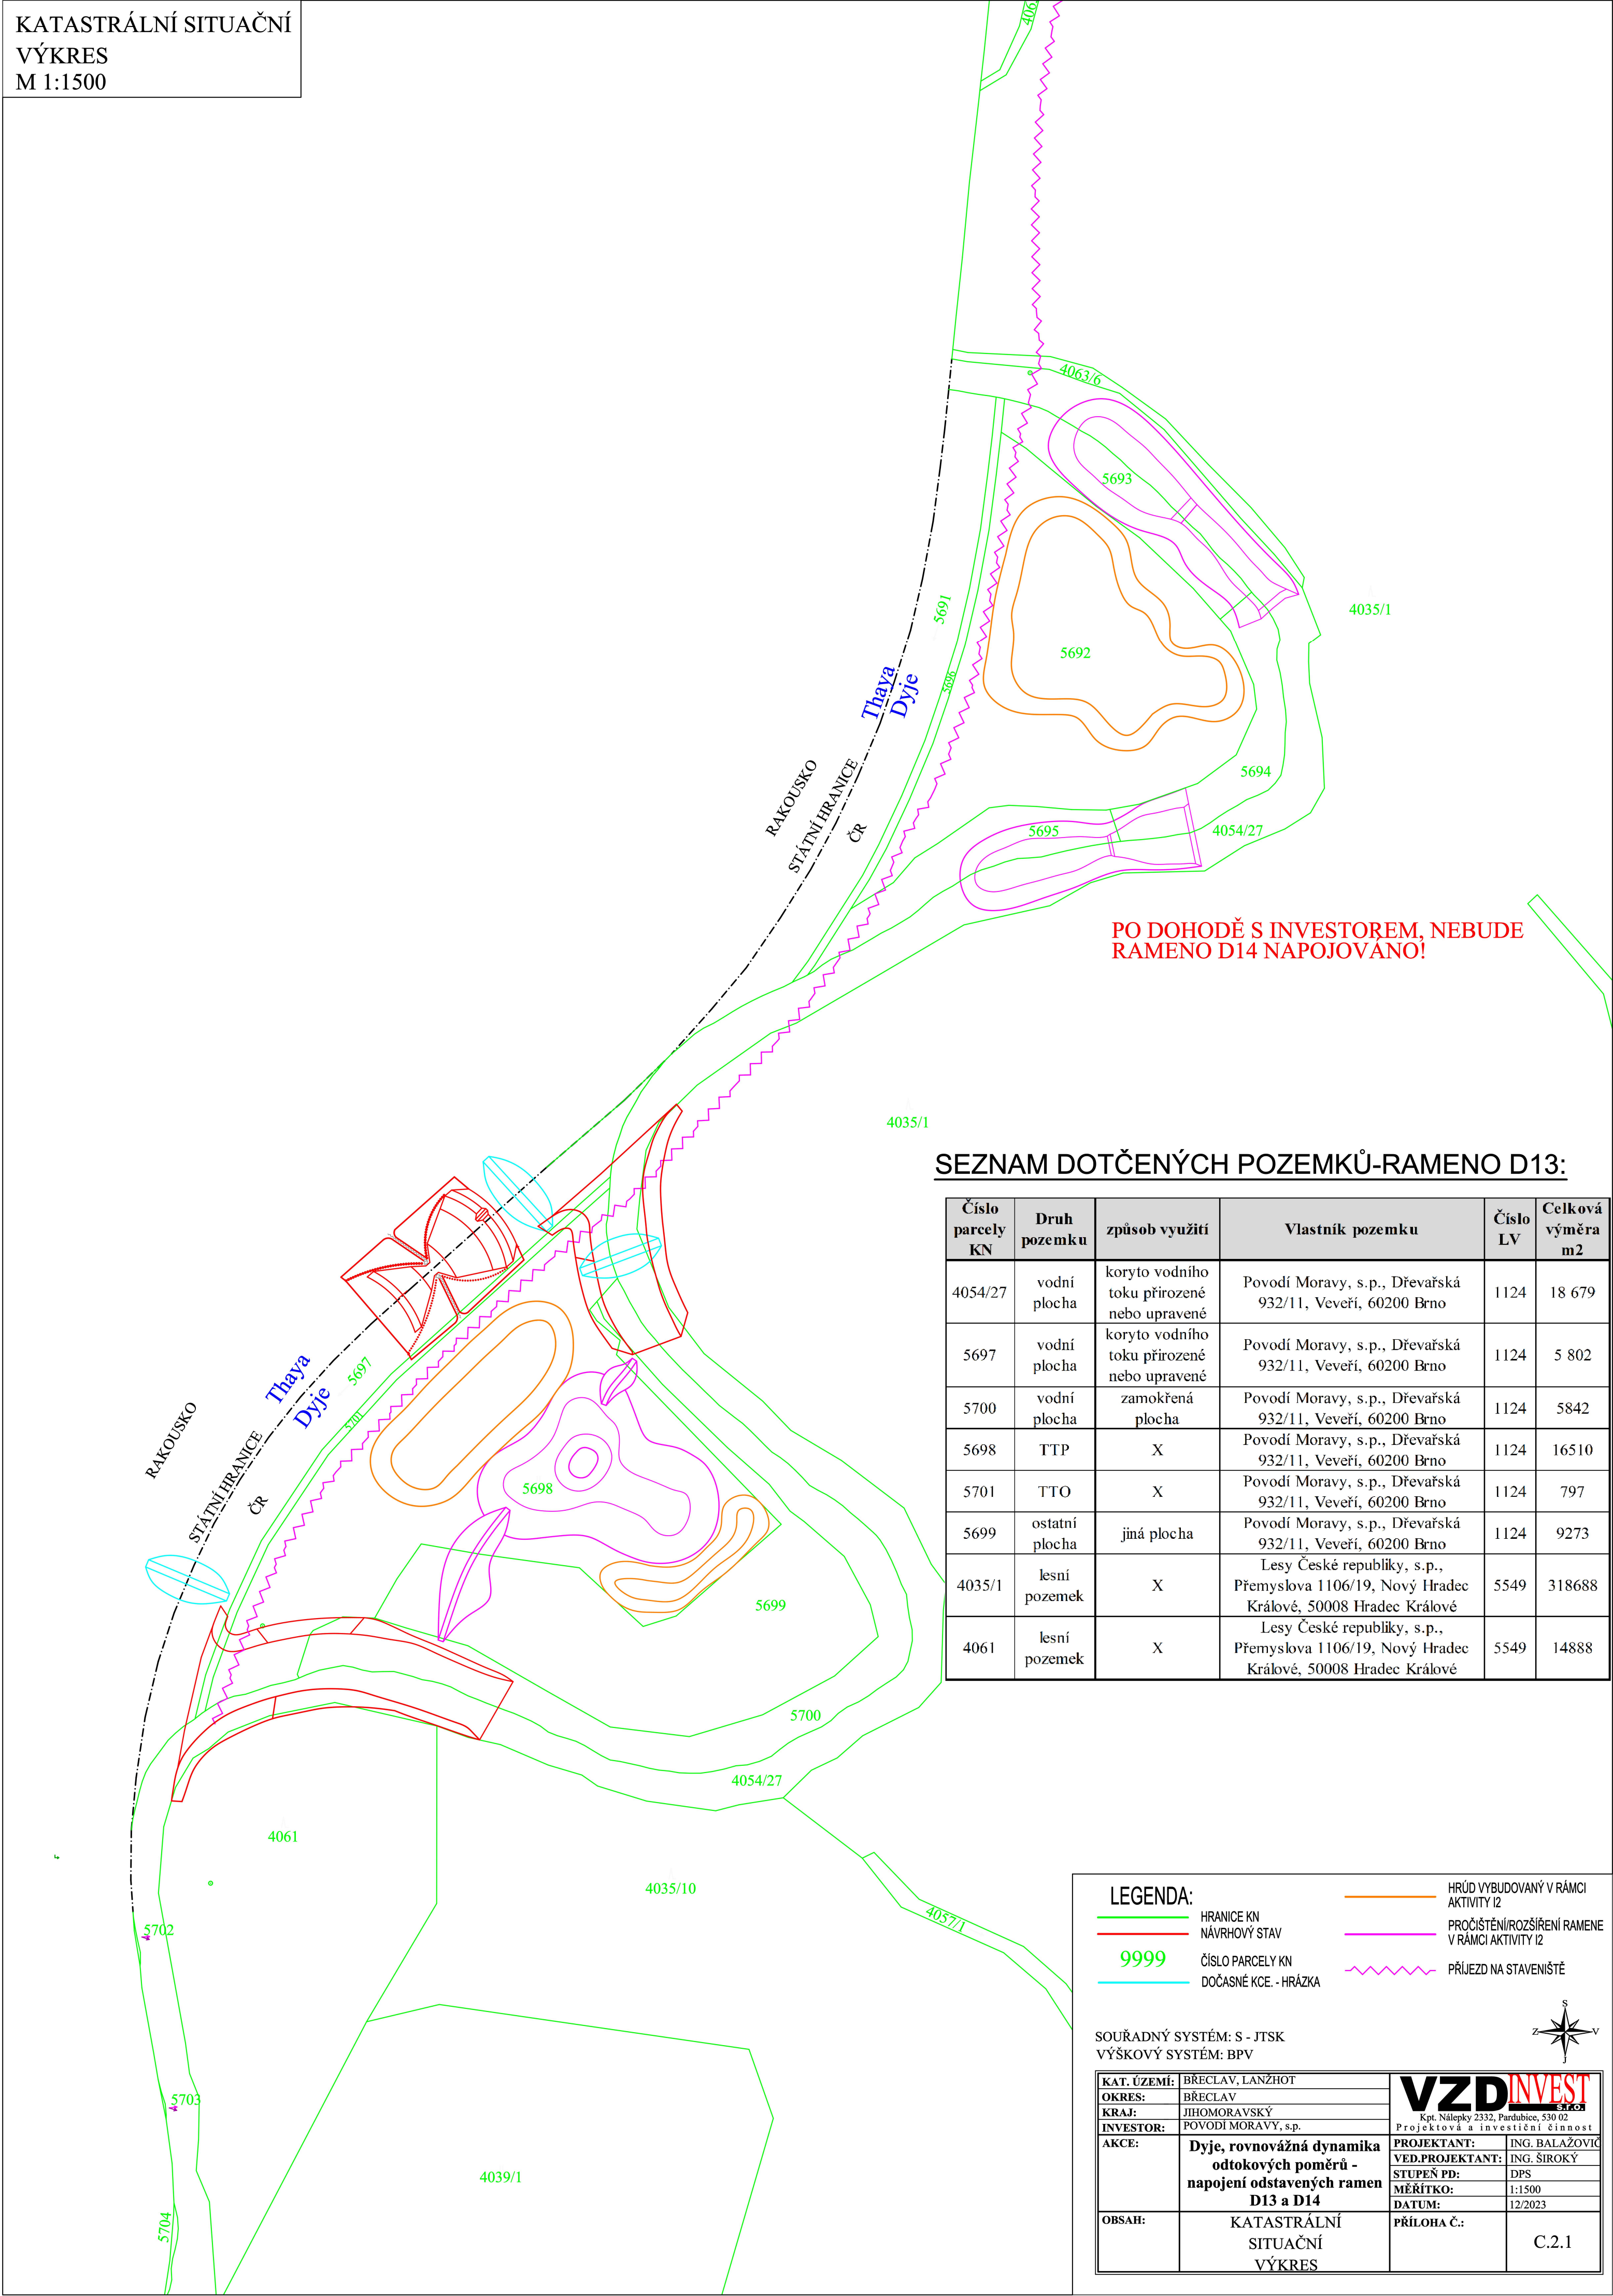 KATASTRÁLNÍ SITUAČNÍ
VÝKRES
M 1:1500
406
4063/6
5693
4035/1
5691
5692
5696
Thaya
Dyje
RAKOUSKO
STÁTNÍ HRANICE
ČR
5694
5695
4054/27
PO DOHODĚ S INVESTOREM, NEBUDE
RAMENO D14 NAPOJOVÁNO!
4035/1
SEZNAM DOTČENÝCH POZEMKŮ-RAMENO D13:
Číslo
parcely
KN
Druh
pozemku
způsob využití
Vlastník pozemku
Číslo
LV
Celková
výměra
m2
4054/27
vodní
plocha
koryto vodního
toku přirozené
nebo upravené
Povodí Moravy, s.p., Dřevařská
932/11, Veveří, 60200 Brno
1124
18 679
5697
vodní
plocha
koryto vodního
toku přirozené
nebo upravené
Povodí Moravy, s.p., Dřevařská
932/11, Veveří, 60200 Brno
1124
5 802
5700
vodní
plocha
zamokřená
plocha
Povodí Moravy, s.p., Dřevařská
932/11, Veveří, 60200 Brno
1124
5842
5698
TTP
X
Povodí Moravy, s.p., Dřevařská
932/11, Veveří, 60200 Brno
1124
16510
5701
TTO
X
Povodí Moravy, s.p., Dřevařská
932/11, Veveří, 60200 Brno
1124
797
5699
ostatní
plocha
jiná plocha
Povodí Moravy, s.p., Dřevařská
932/11, Veveří, 60200 Brno
1124
9273
4035/1
lesní
pozemek
X
Lesy České republiky, s.p.,
Přemyslova 1106/19, Nový Hradec
Králové, 50008 Hradec Králové
5549
318688
4061
lesní
pozemek
X
Lesy České republiky, s.p.,
Přemyslova 1106/19, Nový Hradec
Králové, 50008 Hradec Králové
5549
14888
Thaya
Dyje
5697
5701
RAKOUSKO
STÁTNÍ HRANICE
ČR
5698
5699
5700
4054/27
4061
4035/10
4057/1
5702
5703
4039/1
5704
LEGENDA:
HRANICE KN
NÁVRHOVÝ STAV
9999
ČÍSLO PARCELY KN
DOČASNÉ KCE. - HRÁZKA
HRÚD VYBUDOVANÝ V RÁMCI
AKTIVITY I2
PROČIŠTĚNÍ/ROZŠÍŘENÍ RAMENE
V RÁMCI AKTIVITY I2
PŘÍJEZD NA STAVENIŠTĚ
S
Z
V
J
SOUŘADNÝ SYSTÉM: S - JTSK
VÝŠKOVÝ SYSTÉM: BPV
KAT. ÚZEMÍ:
BŘECLAV, LANŽHOT
OKRES:
BŘECLAV
KRAJ:
JIHOMORAVSKÝ
INVESTOR:
POVODÍ MORAVY, s.p.
AKCE:
Dyje, rovnovážná dynamika
odtokových poměrů -
napojení odstavených ramen
D13 a D14
OBSAH:
KATASTRÁLNÍ
SITUAČNÍ
VÝKRES
VZDINVEST
s.r.o.
Kpt. Nálepky 2332, Pardubice, 530 02
Projektová a investiční činnost
PROJEKTANT:
ING. BALAŽOVIČ
VED.PROJEKTANT:
ING. ŠIROKÝ
STUPEŇ PD:
DPS
MĚŘÍTKO:
1:1500
DATUM:
12/2023
PŘÍLOHA Č.:
C.2.1